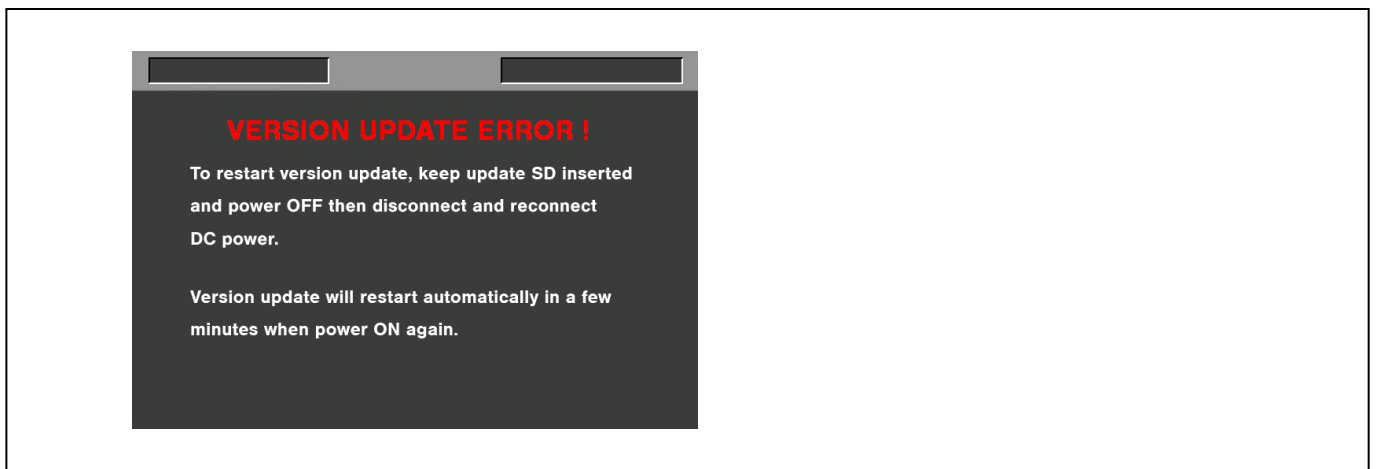 VERSION UPDATE ERROR !
To restart version update, keep update SD inserted
and power OFF then disconnect and reconnect
DC power.
Version update will restart automatically in a few
minutes when power ON again.